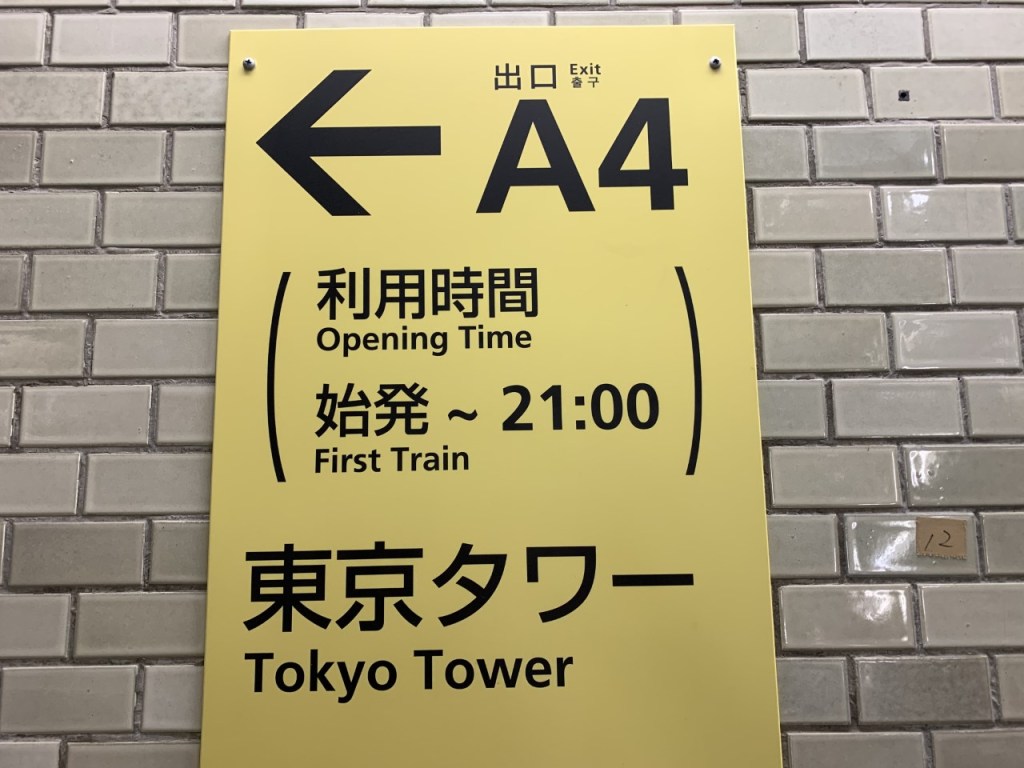 出口 Exit
출구
A4
利用時間
Opening Time
始発 ~ 21:00
First Train
東京タワー
Tokyo Tower
12